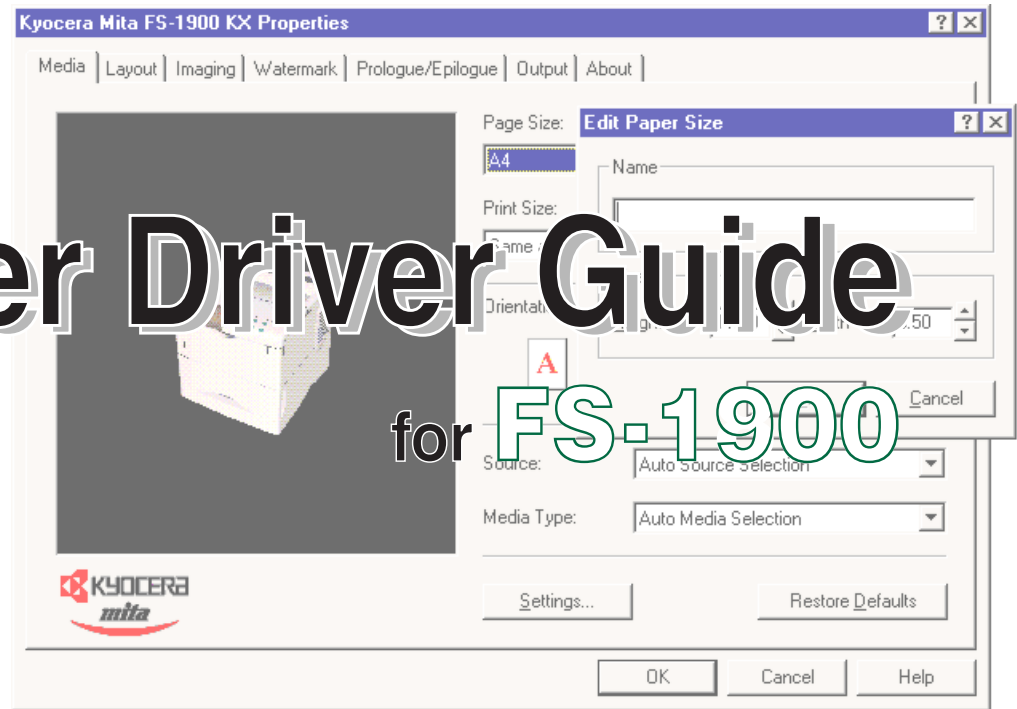 Kyocera Mita FS-1900 KX Properties
Media Layout Imaging Watermark Prologue/Epilogue Output About
Page Size:
A4
Print Size:
Edit Paper Size
Name
er Driver Guide
for FS-1900
A
.50
Cancel
Source:
Auto Source Selection
Media Type:
Auto Media Selection
KYOCERA
mita
Settings...
Restore Defaults
OK
Cancel
Help